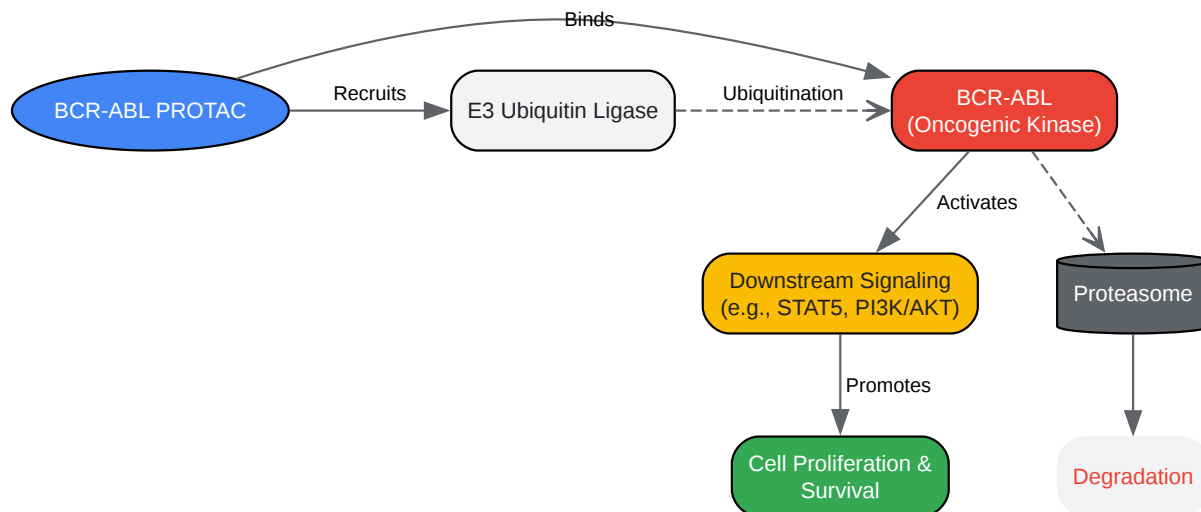 Binds
BCR-ABL PROTAC
Recruits
E3 Ubiquitin Ligase
Ubiquitination
BCR-ABL
(Oncogenic Kinase)
Activates
Downstream Signaling
(e.g., STAT5, PI3K/AKT)
Proteasome
Promotes
Cell Proliferation &
Survival
Degradation